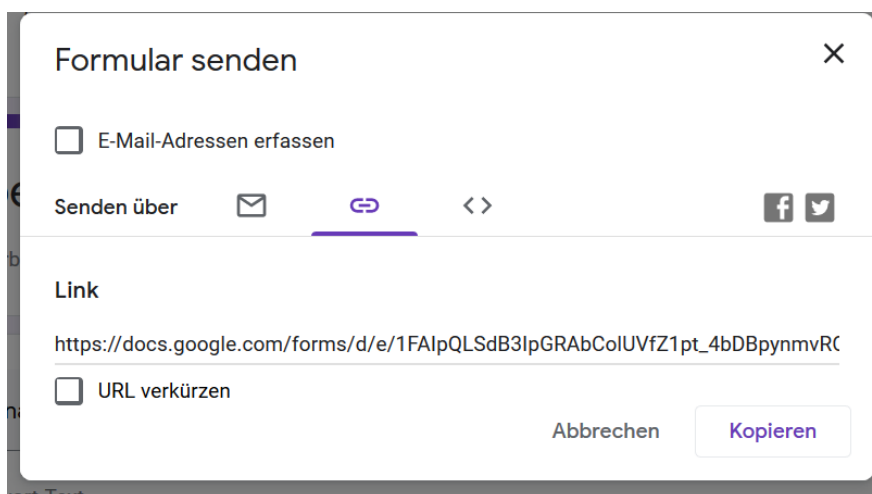 Formular senden
E-Mail-Adressen erfassen
Senden über
Link
https://docs.google.com/forms/d/e/1FAIpQLSdB3IpGRAbColUVfZ1pt_4bDBpynmvR
URL verkürzen
Abbrechen Kopieren